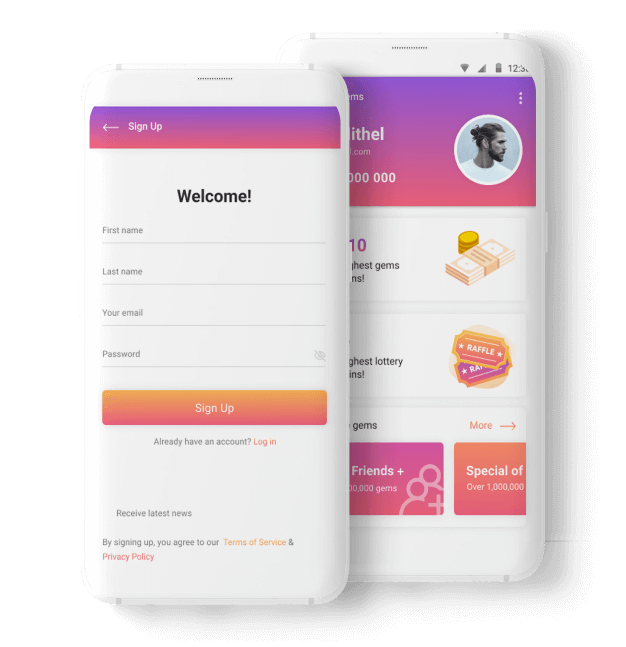 Sign Up
Welcome!
First name
Last name
Your email
Password
Sign Up
Already have an account? Log in
Receive latest news
By signing up, you agree to our Terms of Service &
Privacy Policy
12:3
ems
ithel
l.com
000 000
10
ghest gems
ns!
ghest lottery
ins!
RAFFLE
RA
gems
More
Friends +
00,000 gems
Special of
Over 1,000,000